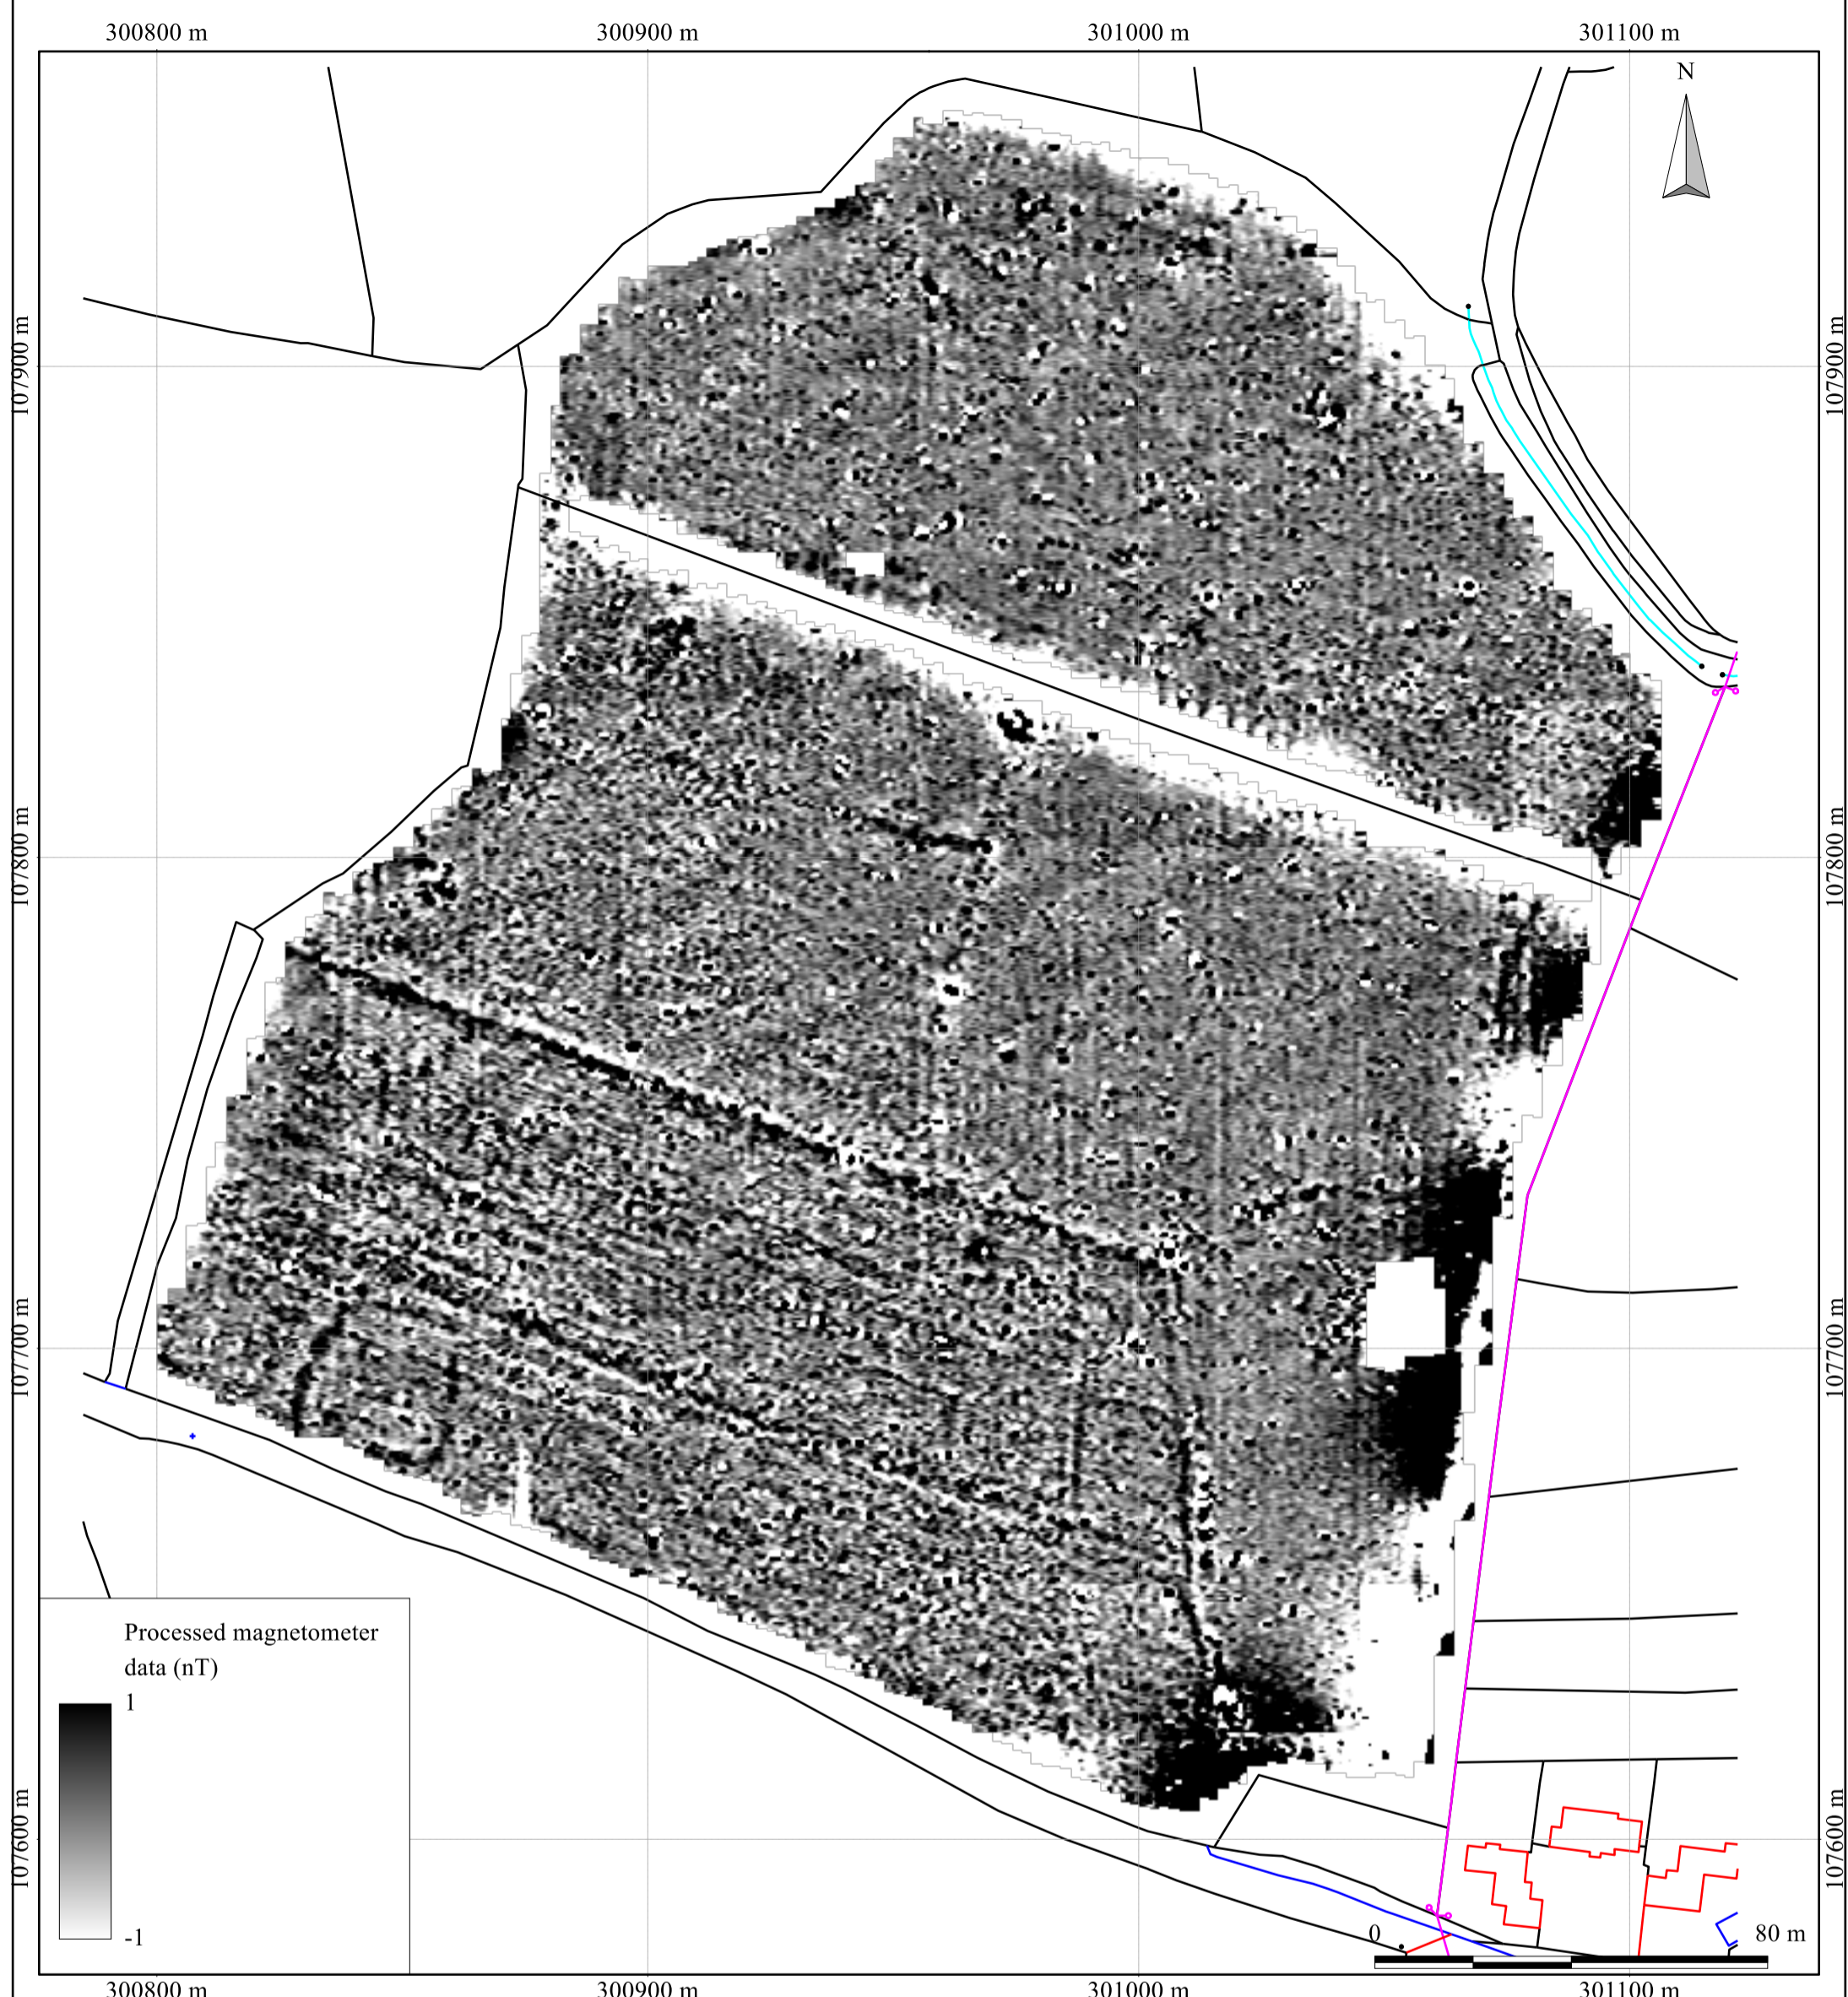 300800 m 300900 m 301000 m 301100 m
N
107900 m 107900 m
107800 m 107800 m
107700 m 107700 m
107600 m 107600 m
Processed magnetometer
data (nT)
1
-1
0 80 m
300800 m 300900 m 301000 m 301100 m